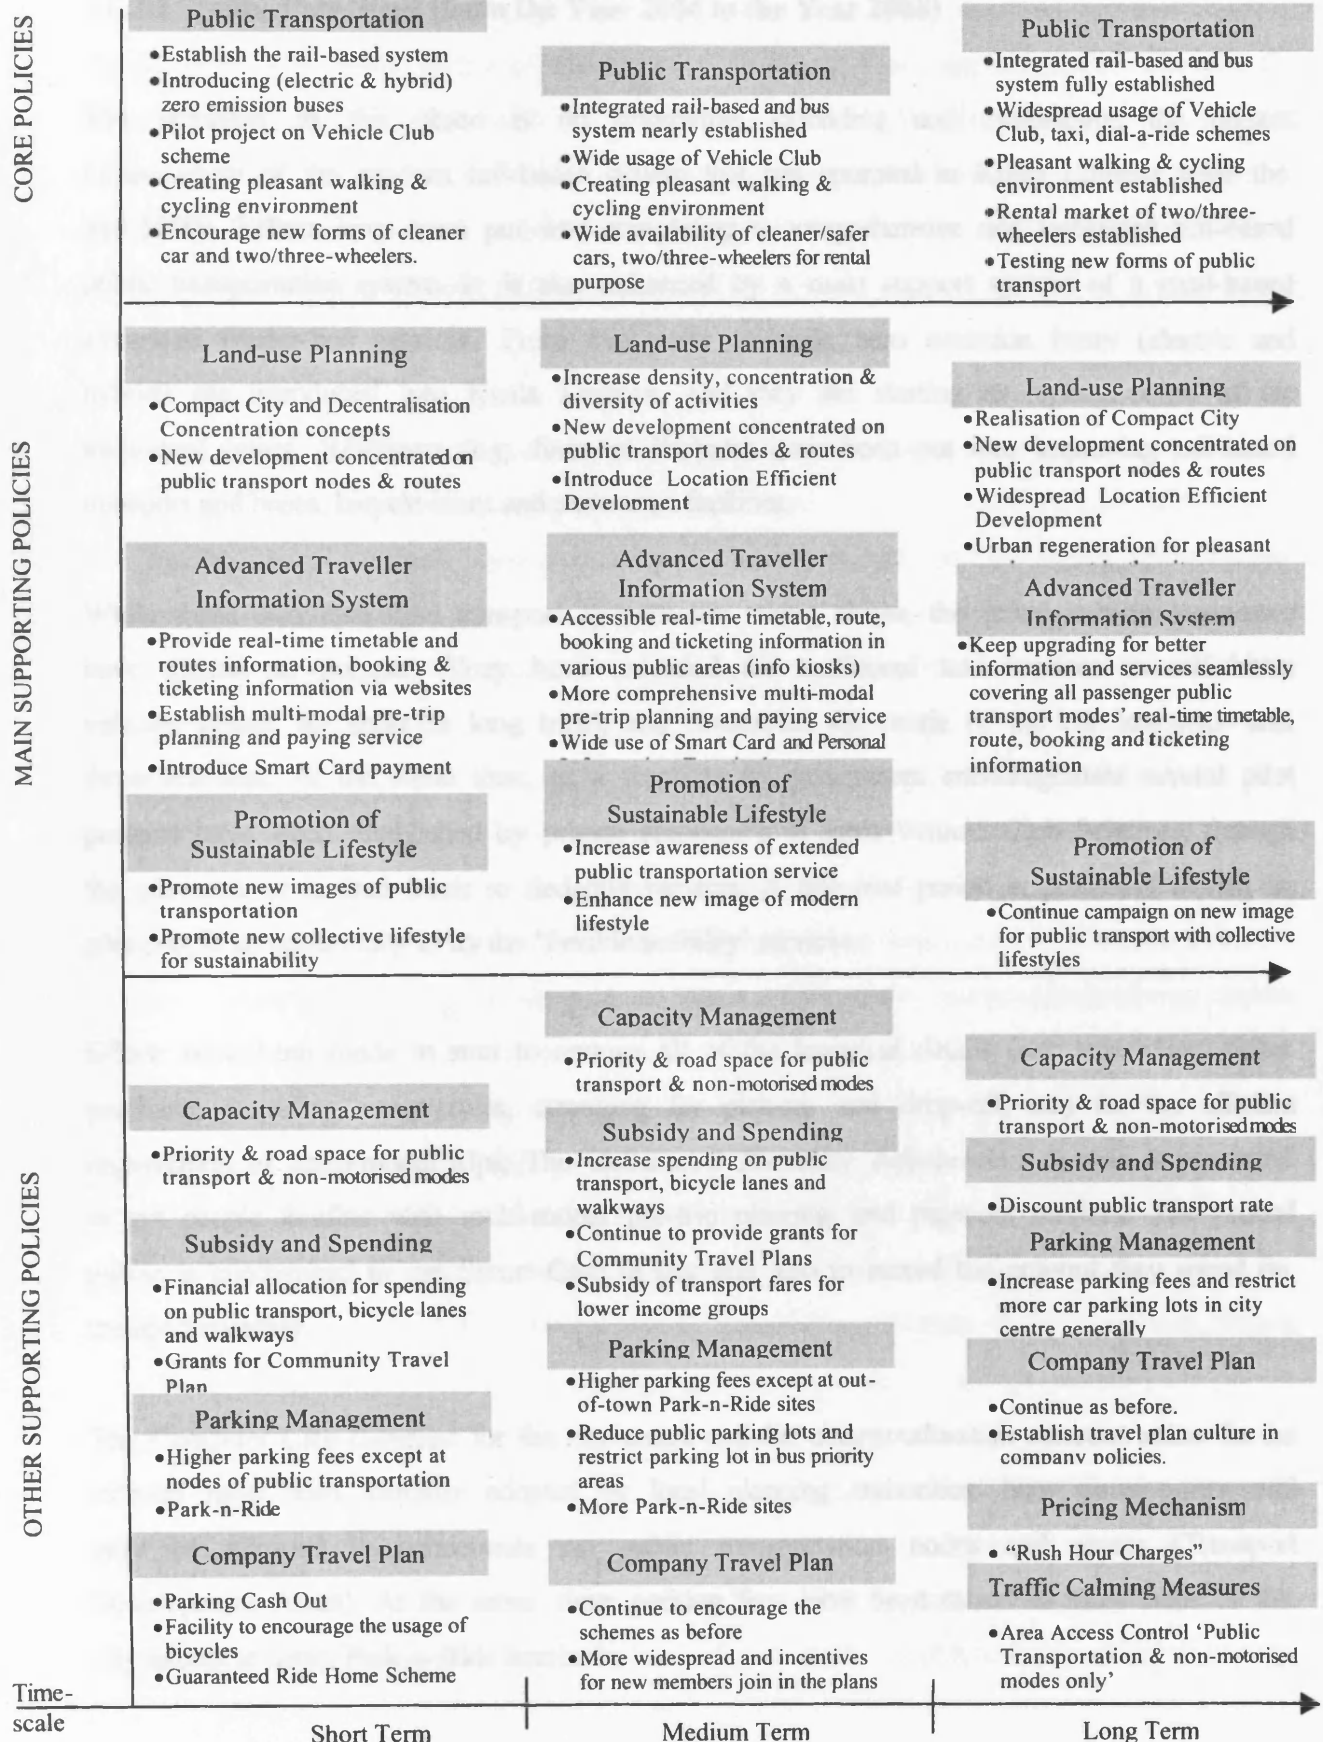 CORE POLICIES
Public Transportation
•Establish the rail-based system
•Introducing (electric & hybrid)
zero emission buses
•Pilot project on Vehicle Club
scheme
•Creating pleasant walking &
cycling environment
•Encourage new forms of cleaner
car and two/three-wheelers.
Public Transportation
•Integrated rail-based and bus
system nearly established
•Wide usage of Vehicle Club
•Creating pleasant walking &
cycling environment
•Wide availability of cleaner/safer
cars, two/three-wheelers for rental
purpose
Public Transportation
•Integrated rail-based and bus
system fully established
•Widespread usage of Vehicle
Club, taxi, dial-a-ride schemes
•Pleasant walking & cycling
environment established
•Rental market of two/three-
wheelers established
•Testing new forms of public
transport
MAIN SUPPORTING POLICIES
Land-use Planning
•Compact City and Decentralisation
Concentration concepts
•New development concentrated on
public transport nodes & routes
Advanced Traveller
Information System
•Provide real-time timetable and
routes information, booking &
ticketing information via websites
•Establish multi-modal pre-trip
planning and paying service
•Introduce Smart Card payment
Promotion of
Sustainable Lifestyle
•Promote new images of public
transportation
•Promote new collective lifestyle
for sustainability
Land-use Planning
•Increase density, concentration &
diversity of activities
•New development concentrated on
public transport nodes & routes
•Introduce Location Efficient
Development
Advanced Traveller
Information System
•Accessible real-time timetable, route,
booking and ticketing information in
various public areas (info kiosks)
•More comprehensive multi-modal
pre-trip planning and paying service
•Wide use of Smart Card and Personal
Promotion of
Sustainable Lifestyle
•Increase awareness of extended
public transportation service
•Enhance new image of modern
lifestyle
Land-use Planning
•Realisation of Compact City
•New development concentrated on
public transport nodes & routes
•Widespread Location Efficient
Development
•Urban regeneration for pleasant
Advanced Traveller
Information System
•Keep upgrading for better
information and services seamlessly
covering all passenger public
transport modes' real-time timetable,
route, booking and ticketing
information
Promotion of
Sustainable Lifestyle
•Continue campaign on new image
for public transport with collective
lifestyles
OTHER SUPPORTING POLICIES
Capacity Management
•Priority & road space for public
transport & non-motorised modes
Subsidy and Spending
•Financial allocation for spending
on public transport, bicycle lanes
and walkways
•Grants for Community Travel
Plan
Parking Management
•Higher parking fees except at
nodes of public transportation
•Park-n-Ride
Company Travel Plan
•Parking Cash Out
•Facility to encourage the usage of
bicycles
•Guaranteed Ride Home Scheme
Capacity Management
•Priority & road space for public
transport & non-motorised modes
Subsidy and Spending
•Increase spending on public
transport, bicycle lanes and
walkways
•Continue to provide grants for
Community Travel Plans
•Subsidy of transport fares for
lower income groups
Parking Management
•Higher parking fees except at out-
of-town Park-n-Ride sites
•Reduce public parking lots and
restrict parking lot in bus priority
areas
•More Park-n-Ride sites
Company Travel Plan
•Continue to encourage the
schemes as before
•More widespread and incentives
for new members join in the plans
Capacity Management
•Priority & road space for public
transport & non-motorised modes
Subsidy and Spending
•Discount public transport rate
Parking Management
•Increase parking fees and restrict
more car parking lots in city
centre generally
Company Travel Plan
•Continue as before.
•Establish travel plan culture in
company policies.
Pricing Mechanism
• "Rush Hour Charges"
Traffic Calming Measures
•Area Access Control 'Public
Transportation & non-motorised
modes only'
Time-
scale
Short Term
Medium Term
Long Term